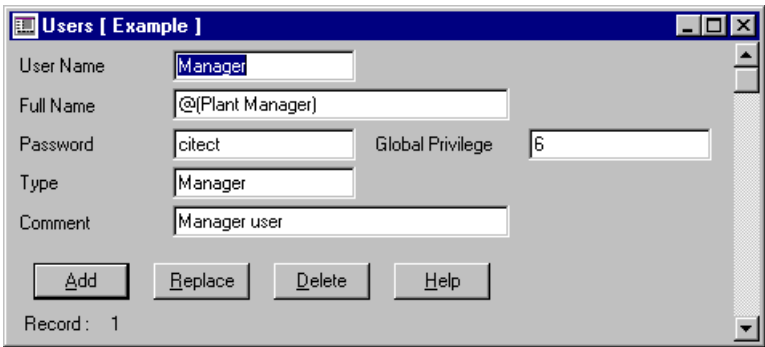 Users [ Example ]
User Name Manager
Full Name @(Plant Manager)
Password citect Global Privilege 6
Type Manager
Comment Manager user
Add Replace Delete Help
Record : 1